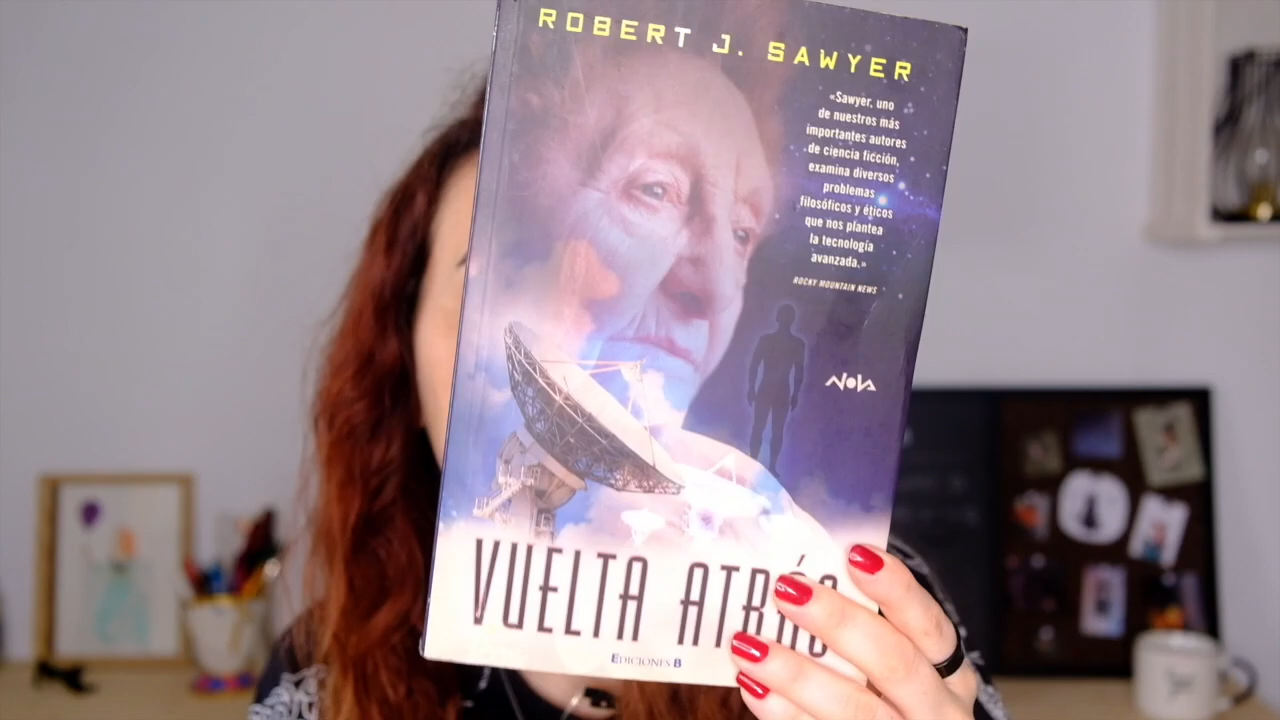 ROBERT J. SAWYER
«Sawyer, uno
de nuestros más
importantes autores
de ciencia ficción,
examina diversos
problemas
filosóficos y éticos
que nos plantea
la tecnología
avanzada.»
ROCKY MOUNTAIN NEWS
NOVA
VUELTA ATRÁS
EDICIONES B